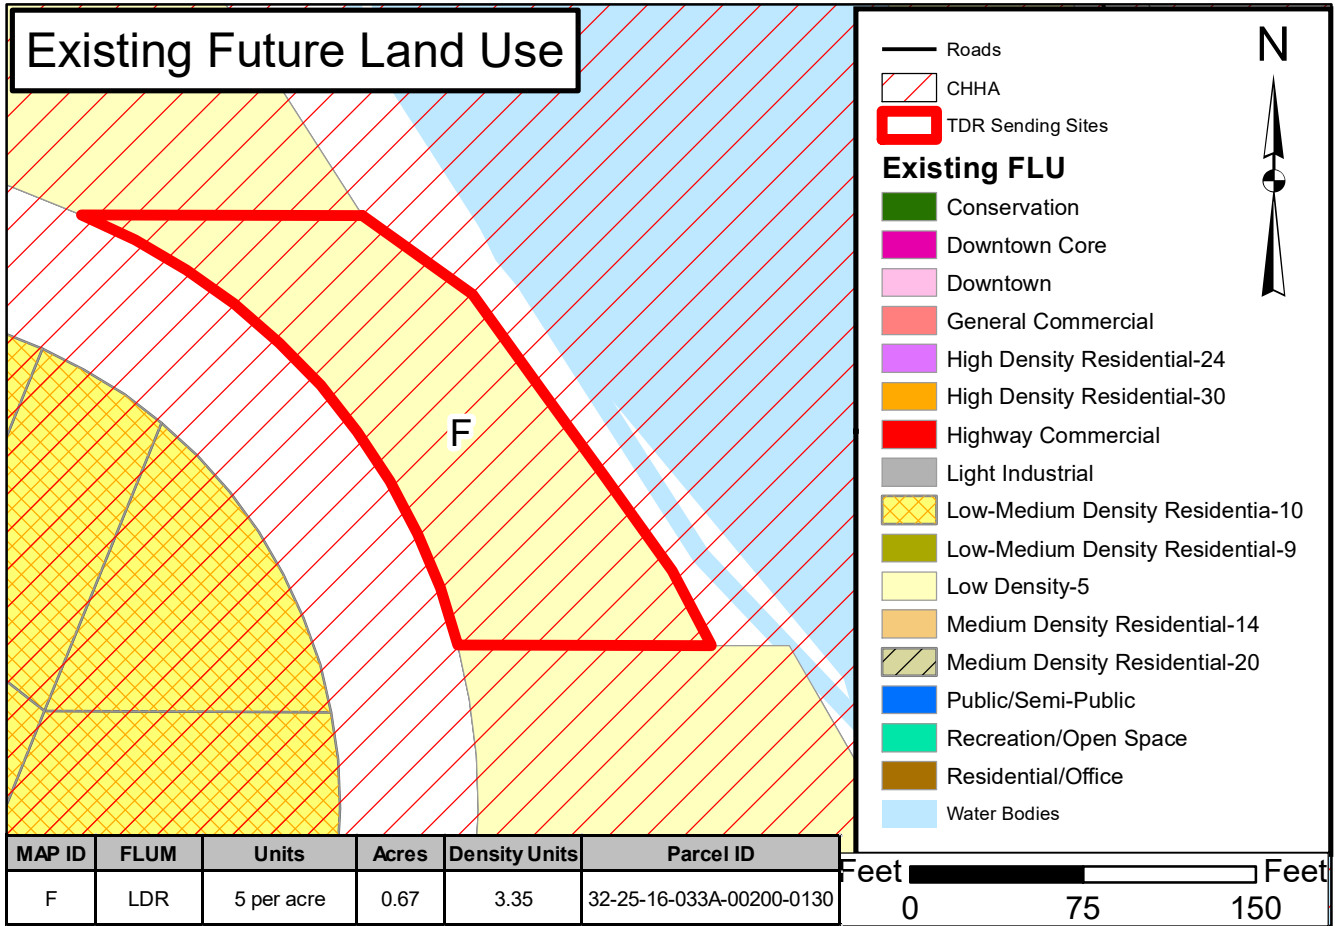 Existing Future Land Use
F
N
Roads
CHHA
TDR Sending Sites
Existing FLU
Conservation
Downtown Core
Downtown
General Commercial
High Density Residential-24
High Density Residential-30
Highway Commercial
Light Industrial
Low-Medium Density Residentia-10
Low-Medium Density Residential-9
Low Density-5
Medium Density Residential-14
Medium Density Residential-20
Public/Semi-Public
Recreation/Open Space
Residential/Office
Water Bodies
MAP ID FLUM Units Acres Density Units Parcel ID
F LDR 5 per acre 0.67 3.35 32-25-16-033A-00200-0130
Feet Feet
0 75 150